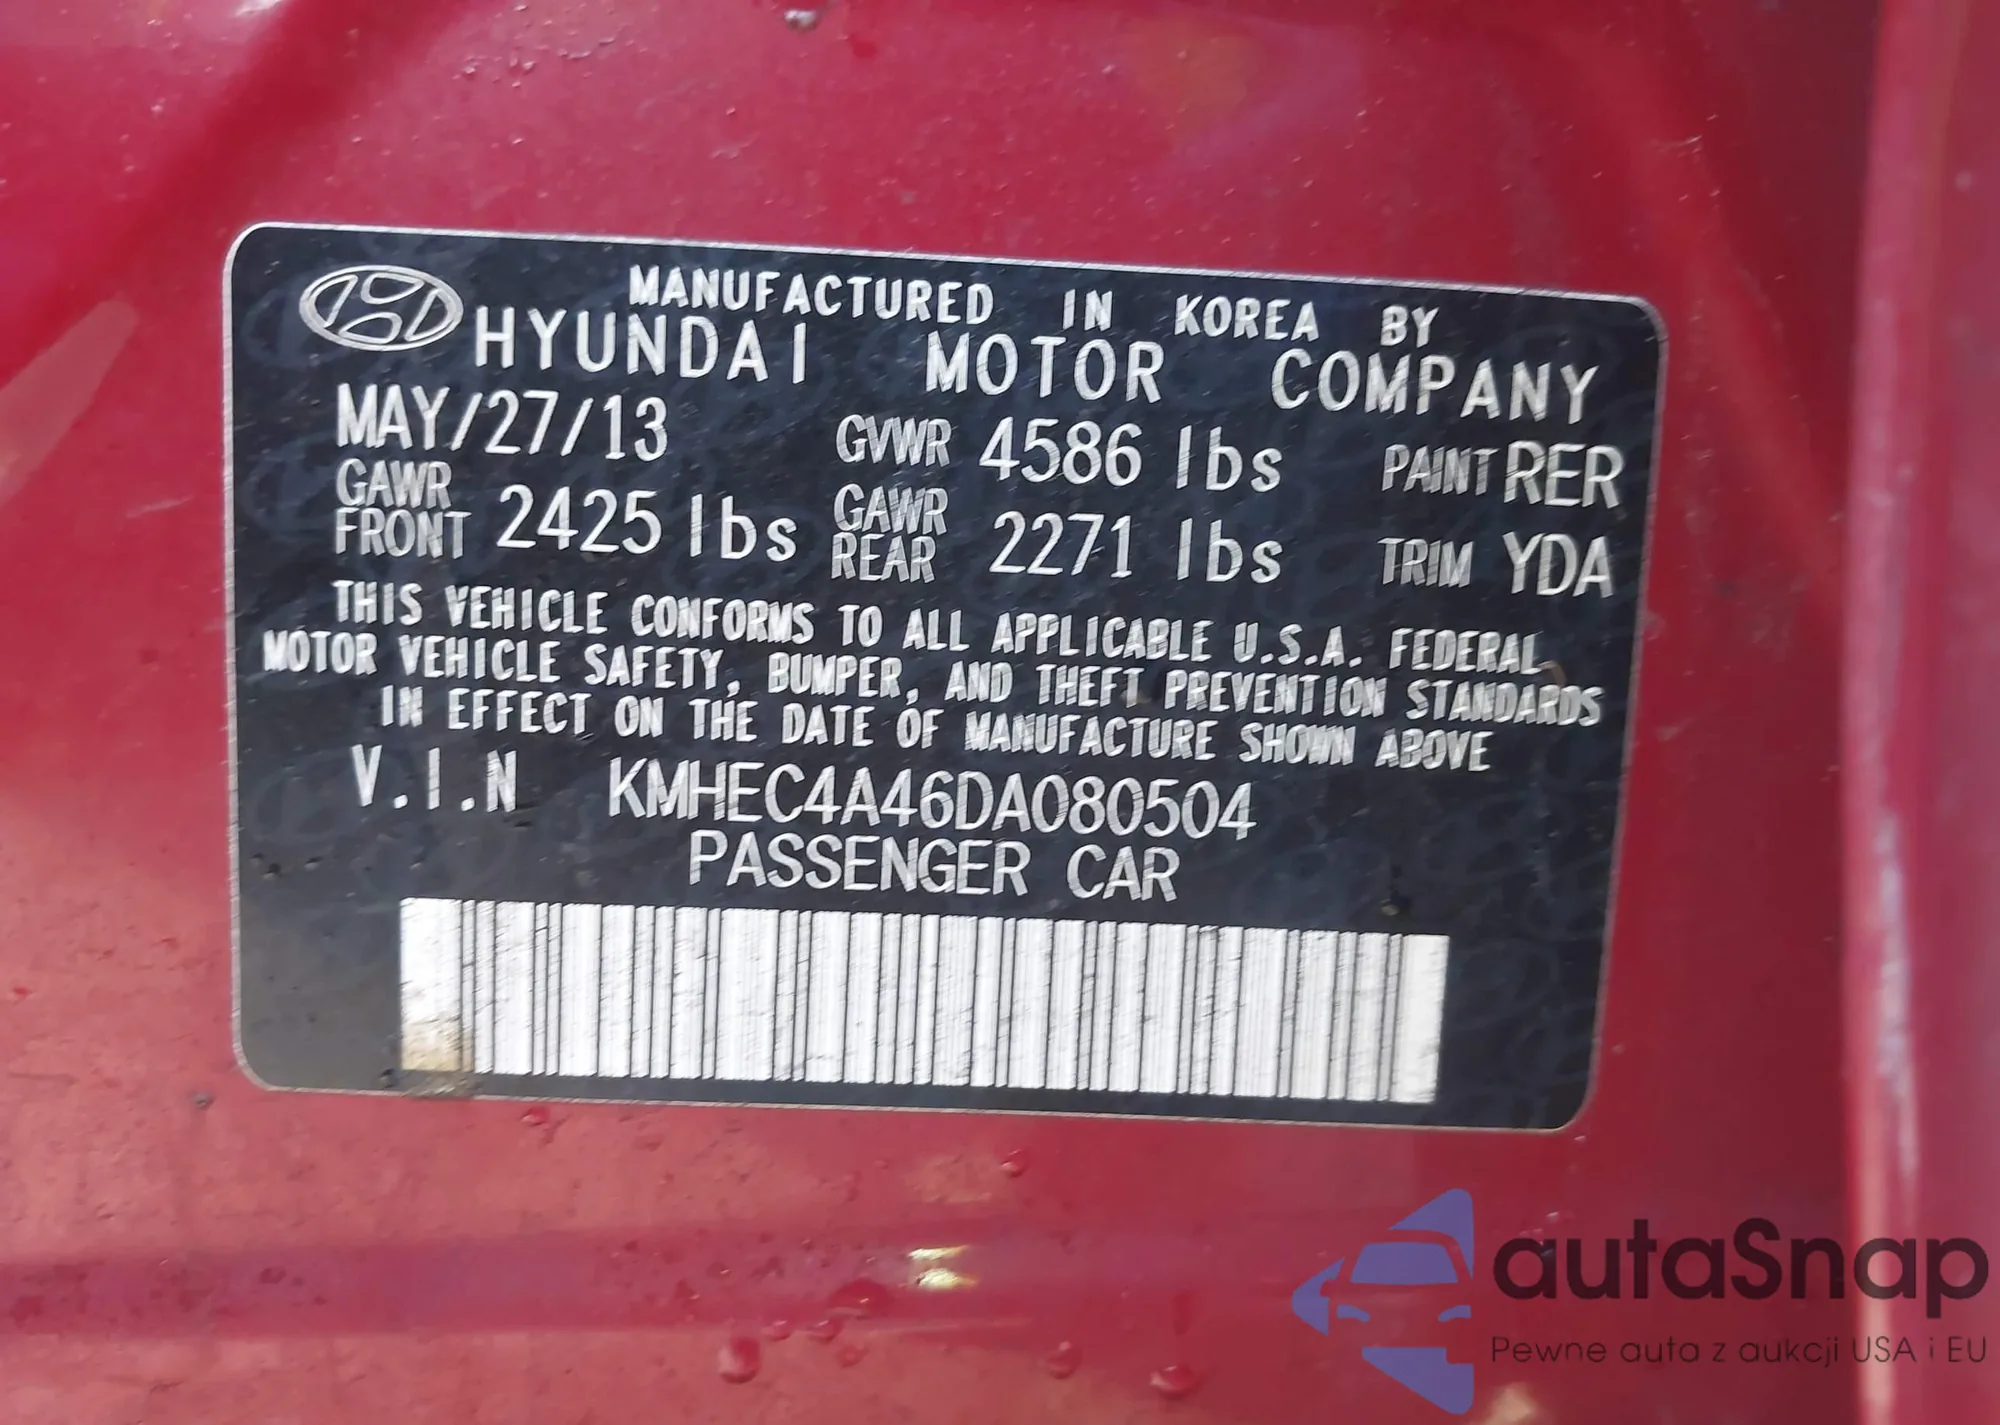 MANUFACTURED IN KOREA BY
HYUNDAI MOTOR COMPANY
MAY/27/13 GVWR 4586 lbs PAINT RER
GAWR FRONT 2425 lbs GAWR REAR 2271 lbs TRIM YDA
THIS VEHICLE CONFORMS TO ALL APPLICABLE U.S.A. FEDERAL
MOTOR VEHICLE SAFETY, BUMPER, AND THEFT PREVENTION STANDARDS
IN EFFECT ON THE DATE OF MANUFACTURE SHOWN ABOVE
V.I.N KMHEC4A46DA080504
PASSENGER CAR
autaSnap
Pewne auta z aukcji USA i EU